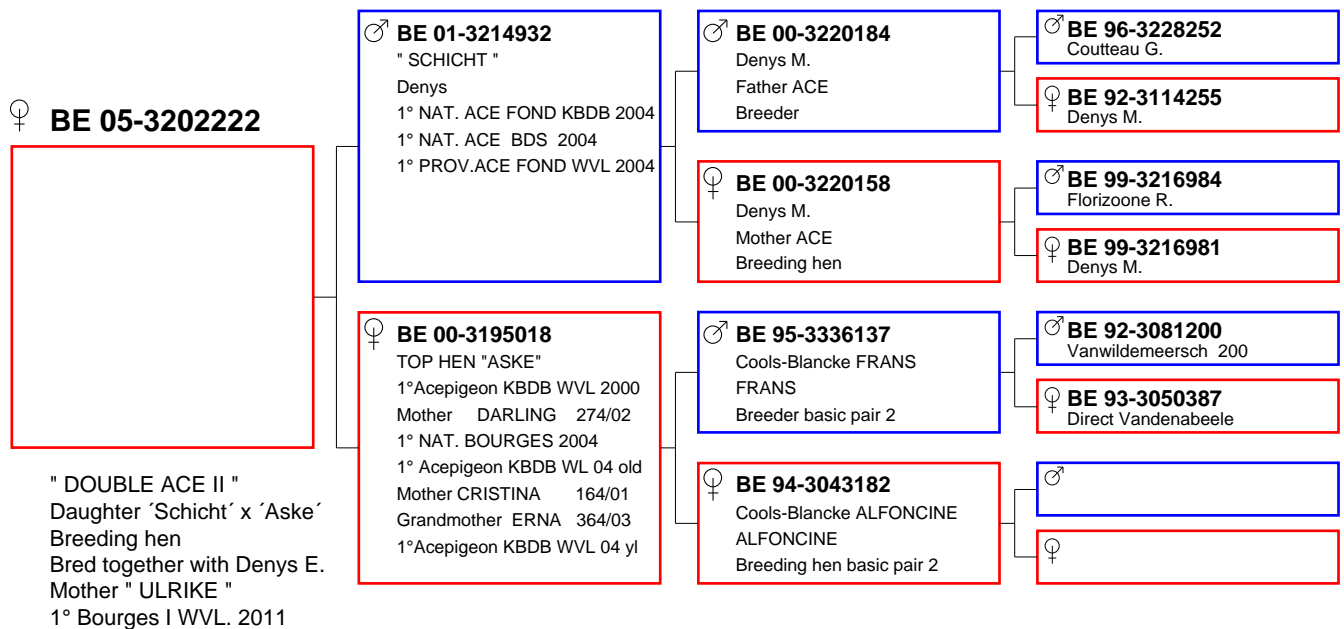 BE 05-3202222
" DOUBLE ACE II "
Daughter ´Schicht´ x ´Aske´
Breeding hen
Bred together with Denys E.
Mother " ULRIKE "
1° Bourges I WVL. 2011
BE 01-3214932
" SCHICHT "
Denys
1° NAT. ACE FOND KBDB 2004
1° NAT. ACE BDS 2004
1° PROV.ACE FOND WVL 2004
BE 00-3195018
TOP HEN "ASKE"
1°Acepigeon KBDB WVL 2000
Mother DARLING 274/02
1° NAT. BOURGES 2004
1° Acepigeon KBDB WL 04 old
Mother CRISTINA 164/01
Grandmother ERNA 364/03
1°Acepigeon KBDB WVL 04 yl
BE 00-3220184
Denys M.
Father ACE
Breeder
BE 00-3220158
Denys M.
Mother ACE
Breeding hen
BE 95-3336137
Cools-Blancke FRANS
FRANS
Breeder basic pair 2
BE 94-3043182
Cools-Blancke ALFONCINE
ALFONCINE
Breeding hen basic pair 2
BE 96-3228252
Coutteau G.
BE 92-3114255
Denys M.
BE 99-3216984
Florizoone R.
BE 99-3216981
Denys M.
BE 92-3081200
Vanwildemeersch 200
BE 93-3050387
Direct Vandenabeele